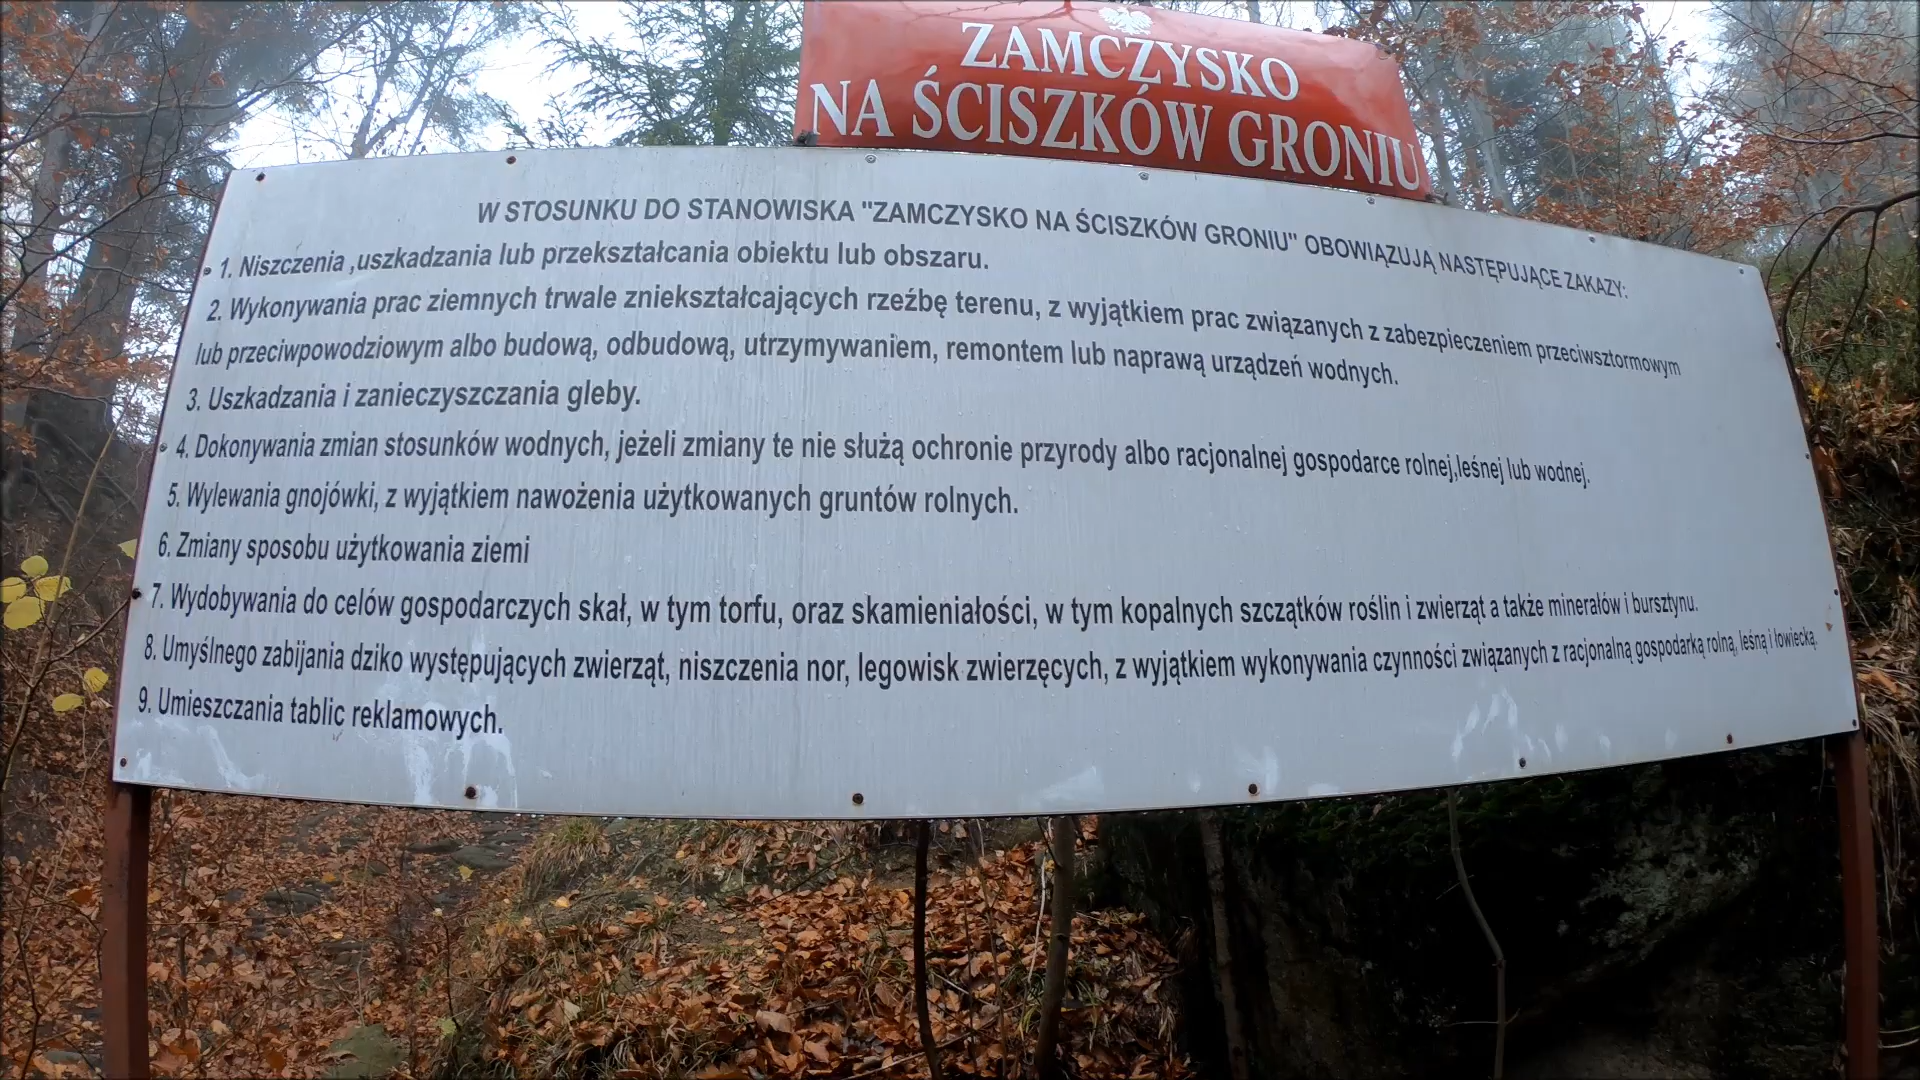 ZAMCZYSKO
NA ŚCISZKÓW GRONIU
W STOSUNKU DO STANOWISKA "ZAMCZYSKO NA ŚCISZKÓW GRONIU" OBOWIĄZUJĄ NASTĘPUJĄCE ZAKAZY:
1. Niszczenia ,uszkadzania lub przekształcania obiektu lub obszaru.
2. Wykonywania prac ziemnych trwale zniekształcających rzeźbę terenu, z wyjątkiem prac związanych z zabezpieczeniem przeciwsztormowym
lub przeciwpowodziowym albo budową, odbudową, utrzymywaniem, remontem lub naprawą urządzeń wodnych.
3. Uszkadzania i zanieczyszczania gleby.
4. Dokonywania zmian stosunków wodnych, jeżeli zmiany te nie służą ochronie przyrody albo racjonalnej gospodarce rolnej,leśnej lub wodnej.
5. Wylewania gnojówki, z wyjątkiem nawożenia użytkowanych gruntów rolnych.
6. Zmiany sposobu użytkowania ziemi
7. Wydobywania do celów gospodarczych skał, w tym torfu, oraz skamieniałości, w tym kopalnych szczątków roślin i zwierząt a także minerałów i bursztynu.
8. Umyślnego zabijania dziko występujących zwierząt, niszczenia nor, legowisk zwierzęcych, z wyjątkiem wykonywania czynności związanych z racjonalną gospodarką rolną, leśną i łowiecką.
9. Umieszczania tablic reklamowych.